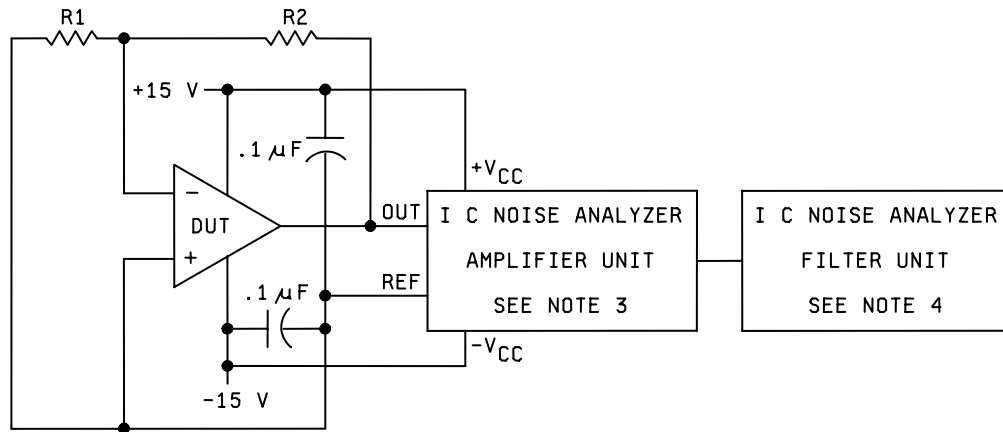 R1
R2
+15 V
.1 µF
+VCC
−
DUT
+
OUT
REF
I C NOISE ANALYZER
AMPLIFIER UNIT
SEE NOTE 3
I C NOISE ANALYZER
FILTER UNIT
SEE NOTE 4
.1 µF
−VCC
−15 V